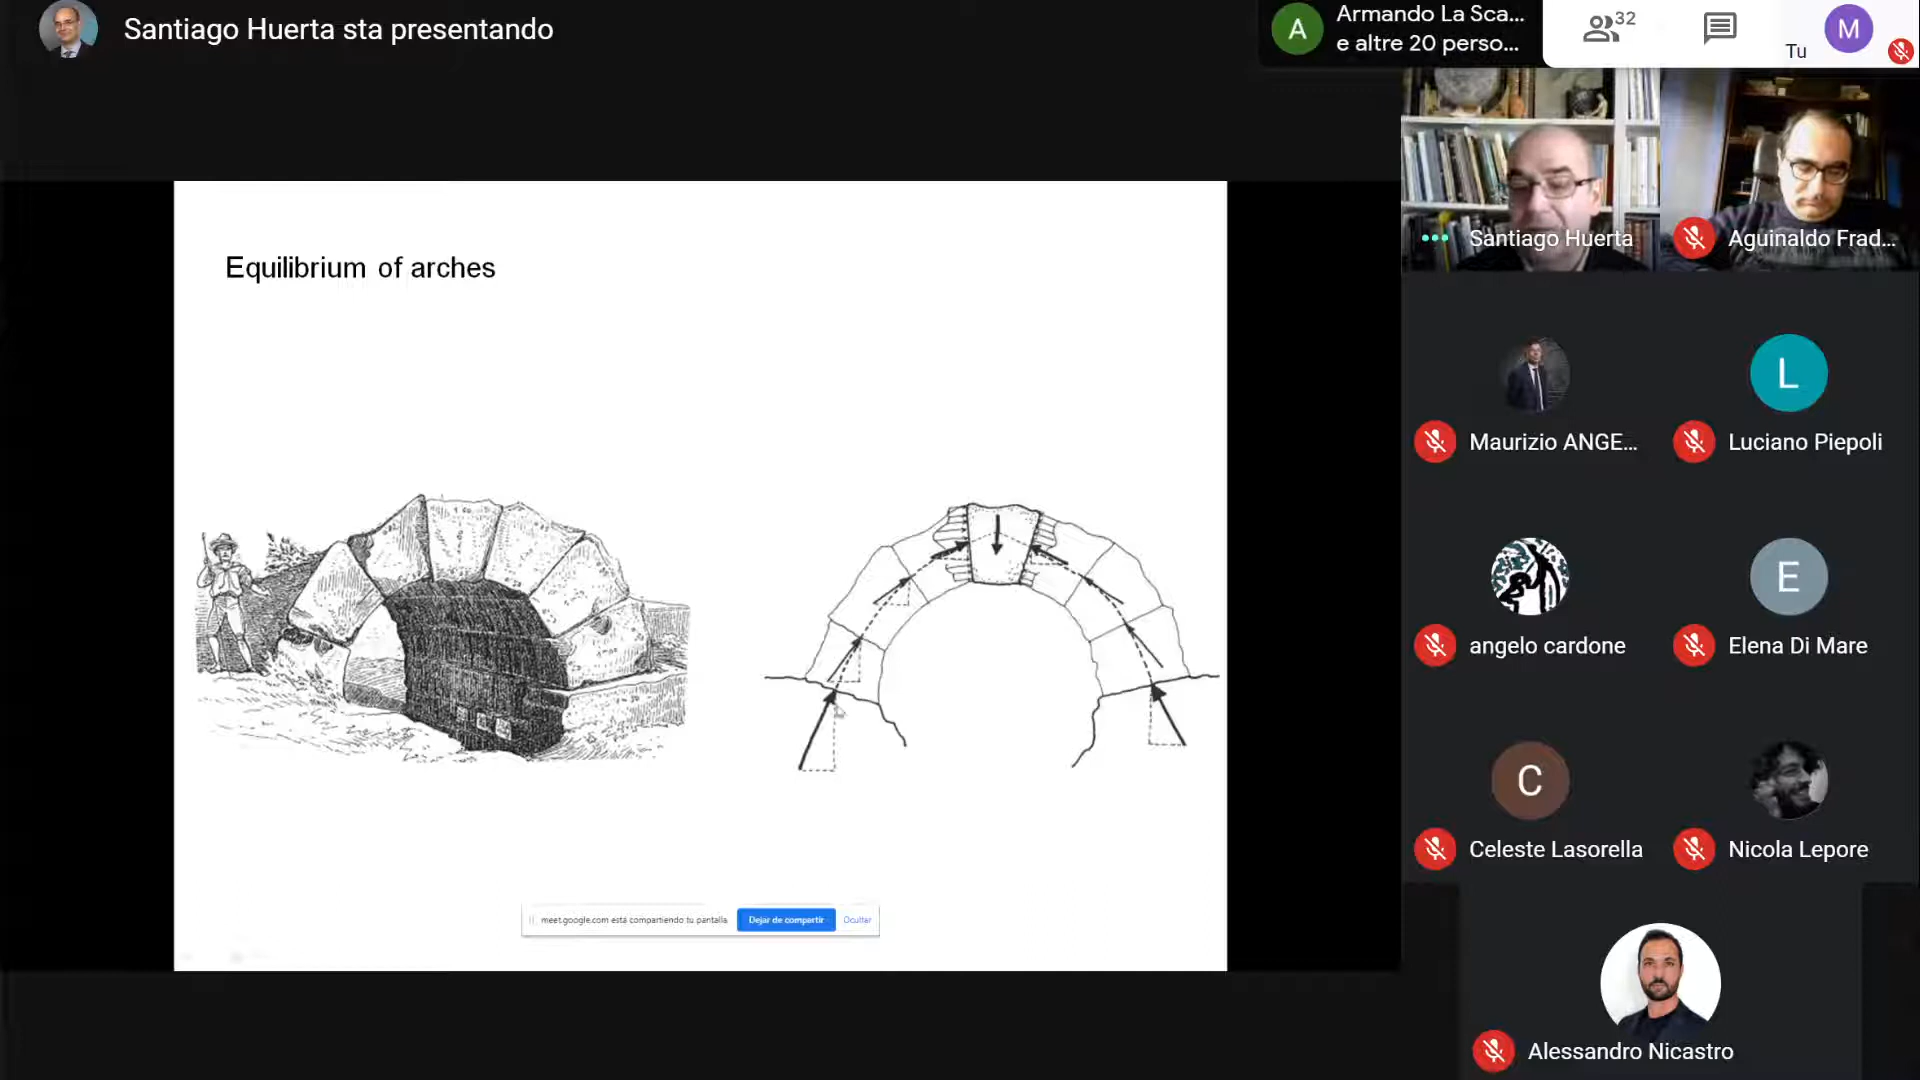 Santiago Huerta sta presentando
A
Armando La Sca...
e altre 20 perso...
32
Tu
M
Equilibrium of arches
meet.google.com está compartiendo tu pantalla
Dejar de compartir
Ocultar
Santiago Huerta
Aguinaldo Frad...
Maurizio ANGE...
L
Luciano Piepoli
angelo cardone
E
Elena Di Mare
C
Celeste Lasorella
Nicola Lepore
Alessandro Nicastro